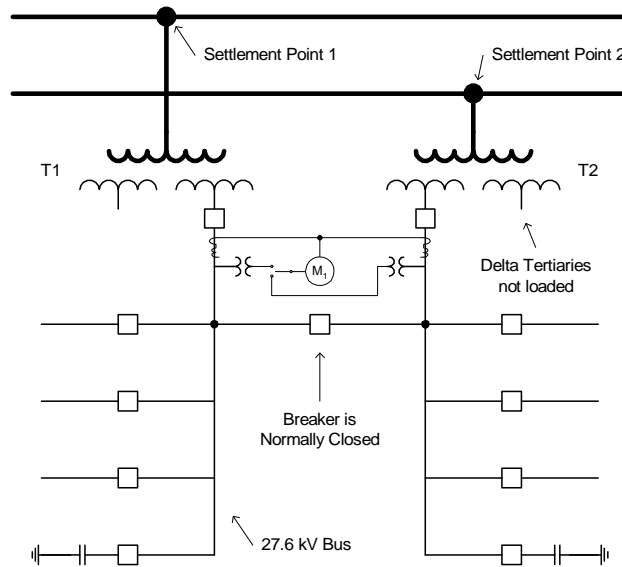 Settlement Point 1
Settlement Point 2
T1
T2
M1
Delta Tertiaries
not loaded
Breaker is
Normally Closed
27.6 kV Bus